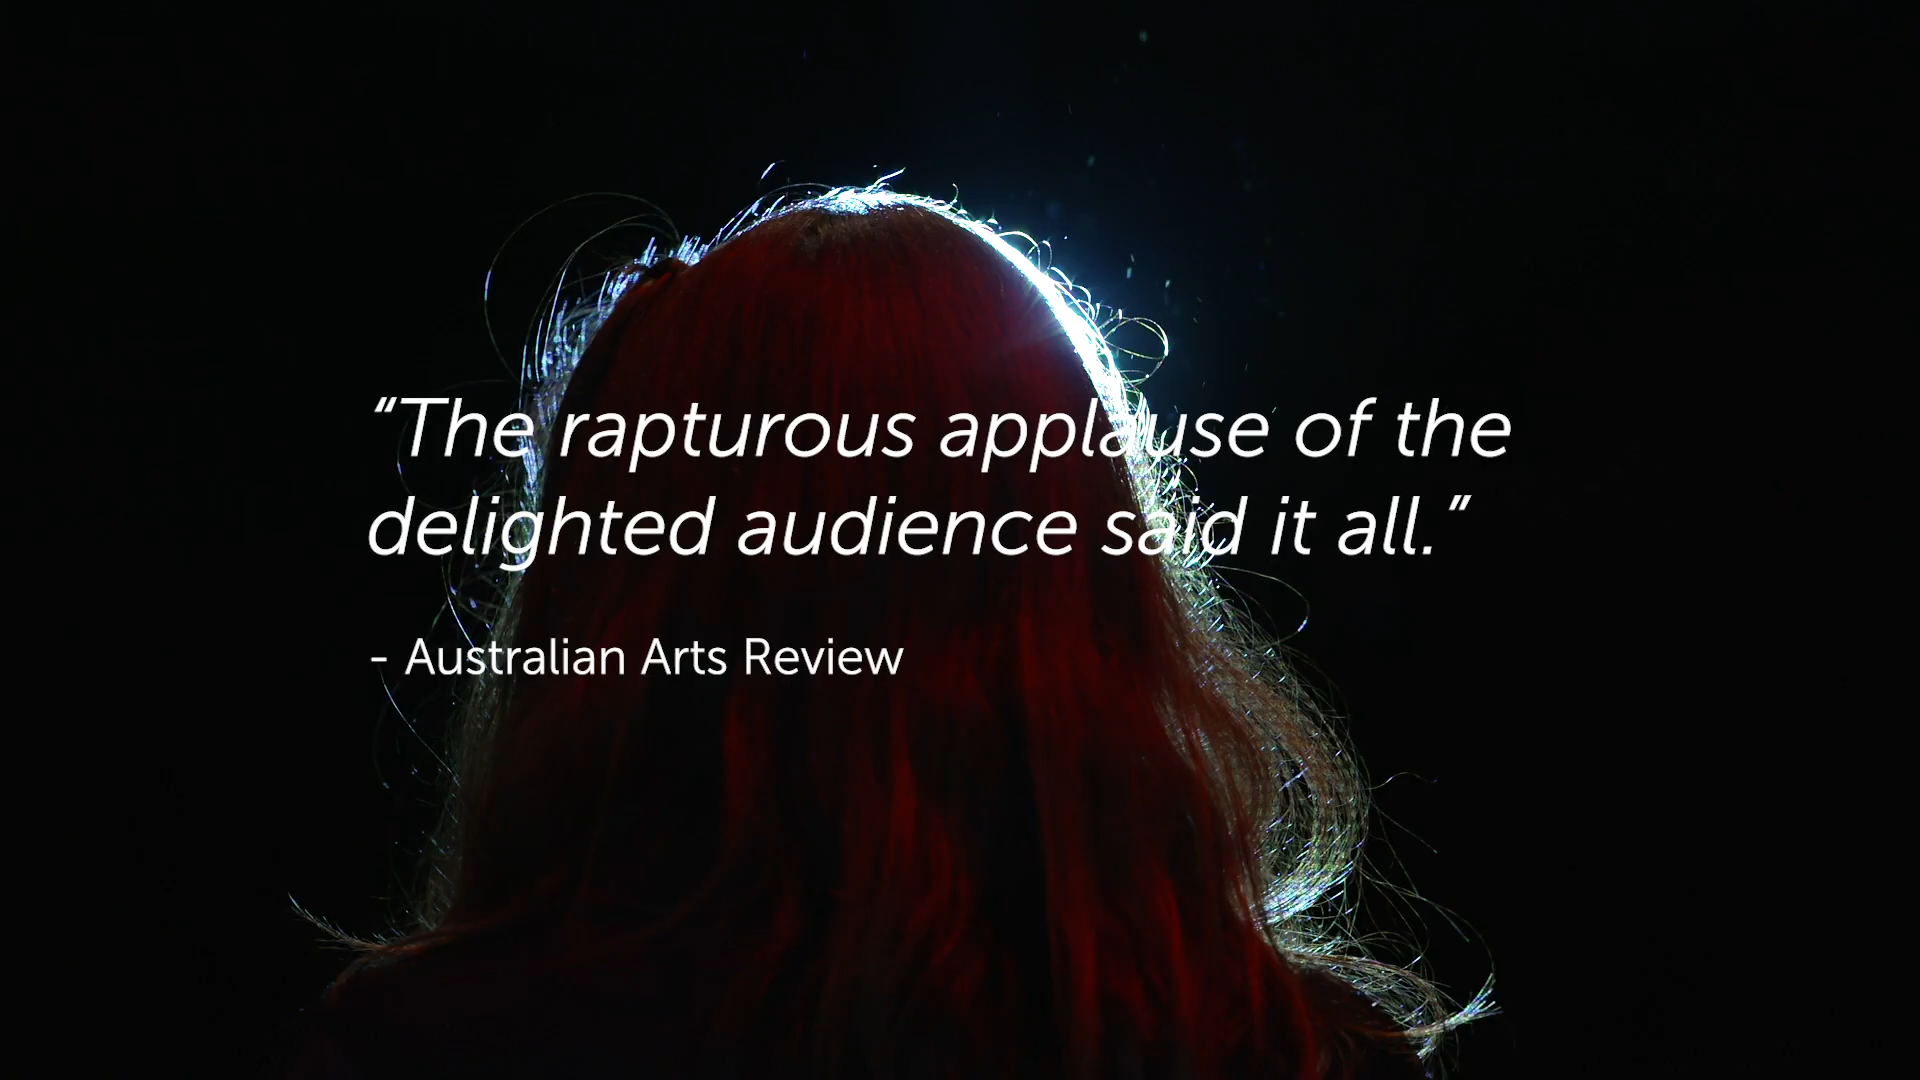 “The rapturous applause of the
delighted audience said it all.”
- Australian Arts Review